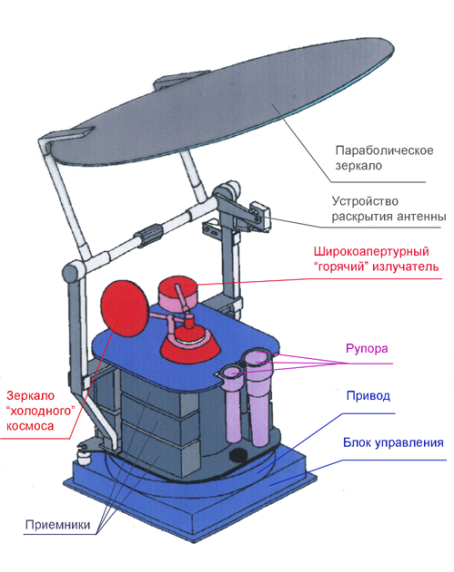 Параболическое
зеркало
Устройство
раскрытия антенны
Широкоапертурный
“горячий” излучатель
Рупора
Зеркало
“холодного”
космоса
Привод
Блок управления
Приемники